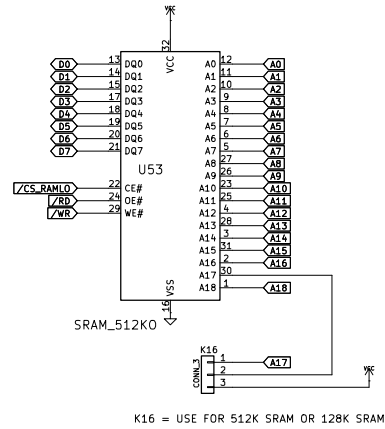 VCC
32
VCC
D0 13 DQ0 A0 12 A0
D1 14 DQ1 A1 11 A1
D2 15 DQ2 A2 10 A2
D3 17 DQ3 A3 9 A3
D4 18 DQ4 A4 8 A4
D5 19 DQ5 A5 7 A5
D6 20 DQ6 A6 6 A6
D7 21 DQ7 A7 5 A7
A8 27 A8
U53 A9 26 A9
/CS_RAMLO 22 CE# A10 23 A10
/RD 24 OE# A11 25 A11
/WR 29 WE# A12 4 A12
A13 28 A13
A14 3 A14
A15 31 A15
A16 2 A16
A17 30
A18 1 A18
VSS
16
SRAM_512KO
K16
CONN_3
1 A17
2
3
VCC
K16 = USE FOR 512K SRAM OR 128K SRAM